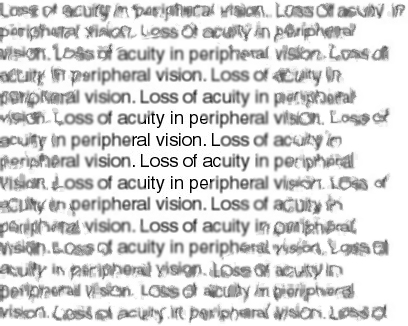 Loss of acuity in peripheral vision. Loss of acuity in
peripheral vision. Loss of acuity in peripheral
vision. Loss of acuity in peripheral vision. Loss of
acuity in peripheral vision. Loss of acuity in
peripheral vision. Loss of acuity in peripheral
vision. Loss of acuity in peripheral vision. Loss of
acuity in peripheral vision. Loss of acuity in
peripheral vision. Loss of acuity in peripheral
vision. Loss of acuity in peripheral vision. Loss of
acuity in peripheral vision. Loss of acuity in
peripheral vision. Loss of acuity in peripheral
vision. Loss of acuity in peripheral vision. Loss of
acuity in peripheral vision. Loss of acuity in
peripheral vision. Loss of acuity in peripheral
vision. Loss of acuity in peripheral vision. Loss of